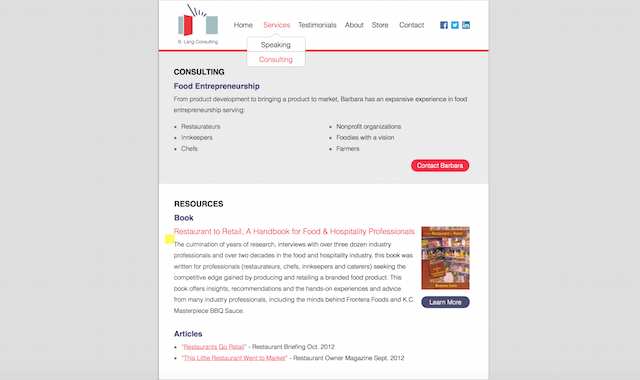 B. Lang Consulting
Home Services Testimonials About Store Contact
Speaking
Consulting
CONSULTING
Food Entrepreneurship
From product development to bringing a product to market, Barbara has an expansive experience in food
entrepreneurship serving:
• Restaurateurs
• Innkeepers
• Chefs
• Nonprofit organizations
• Foodies with a vision
• Farmers
Contact Barbara
RESOURCES
Book
Restaurant to Retail, A Handbook for Food & Hospitality Professionals
The culmination of years of research, interviews with over three dozen industry
professionals and over two decades in the food and hospitality industry, this book was
written for professionals (restaurateurs, chefs, innkeepers and caterers) seeking the
competitive edge gained by producing and retailing a branded food product. This
book offers insights, recommendations and the hands-on experiences and advice
from many industry professionals, including the minds behind Frontera Foods and K.C.
Masterpiece BBQ Sauce.
Learn More
Articles
• "Restaurants Go Retail" - Restaurant Briefing Oct. 2012
• "This Little Restaurant Went to Market" - Restaurant Owner Magazine Sept. 2012